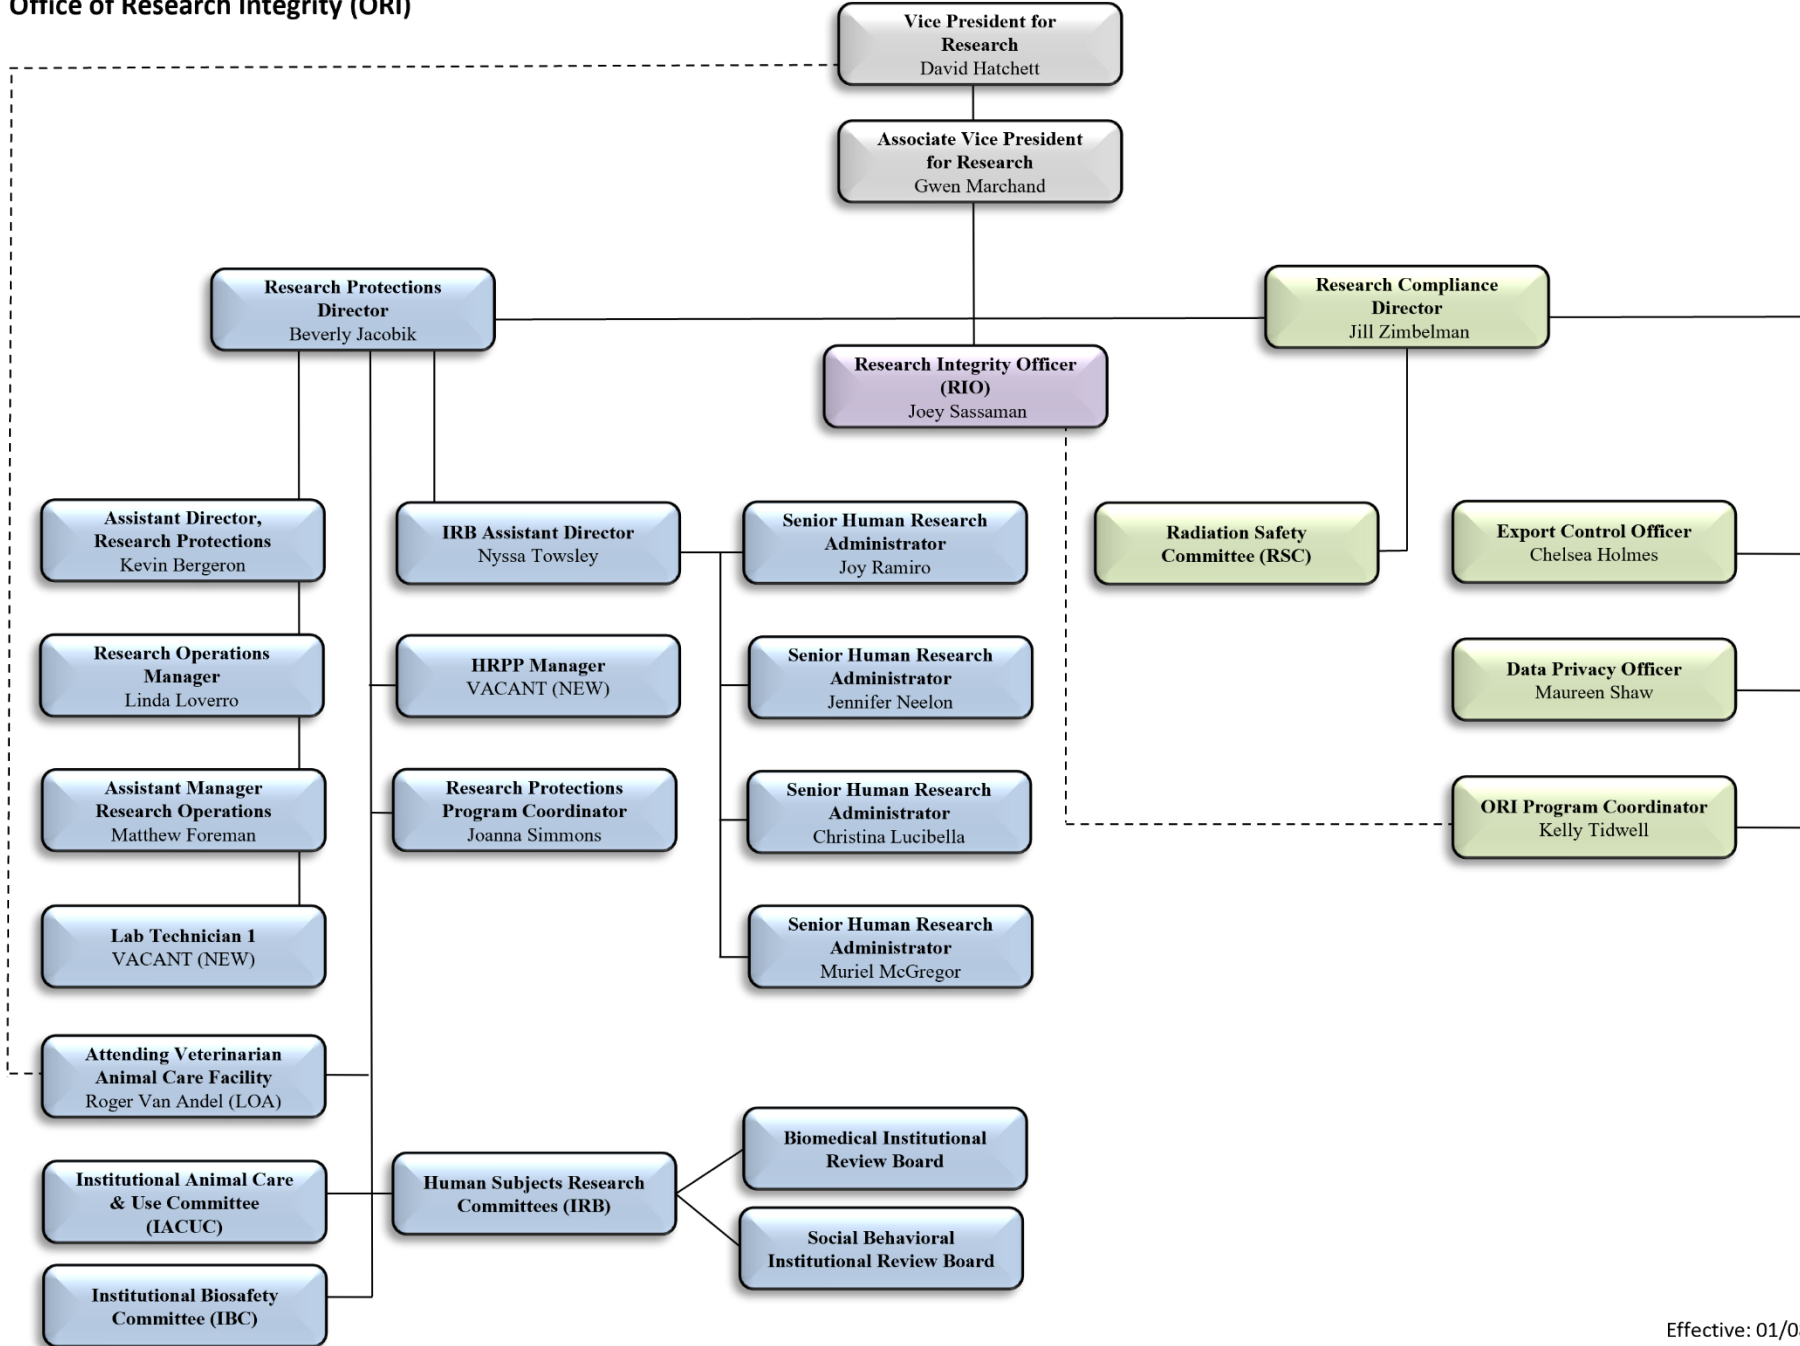 Office of Research Integrity (ORI)
Vice President for
Research
David Hatchett
Associate Vice President
for Research
Gwen Marchand
Research Protections
Director
Beverly Jacobik
Research Compliance
Director
Jill Zimbelman
Research Integrity Officer
(RIO)
Joey Sassaman
Assistant Director,
Research Protections
Kevin Bergeron
IRB Assistant Director
Nyssa Towsley
Senior Human Research
Administrator
Joy Ramiro
Radiation Safety
Committee (RSC)
Export Control Officer
Chelsea Holmes
Research Operations
Manager
Linda Loverro
HRPP Manager
VACANT (NEW)
Senior Human Research
Administrator
Jennifer Neelon
Data Privacy Officer
Maureen Shaw
Assistant Manager
Research Operations
Matthew Foreman
Research Protections
Program Coordinator
Joanna Simmons
Senior Human Research
Administrator
Christina Lucibella
ORI Program Coordinator
Kelly Tidwell
Lab Technician 1
VACANT (NEW)
Senior Human Research
Administrator
Muriel McGregor
Attending Veterinarian
Animal Care Facility
Roger Van Andel (LOA)
Institutional Animal Care
& Use Committee
(IACUC)
Human Subjects Research
Committees (IRB)
Biomedical Institutional
Review Board
Social Behavioral
Institutional Review Board
Institutional Biosafety
Committee (IBC)
Effective: